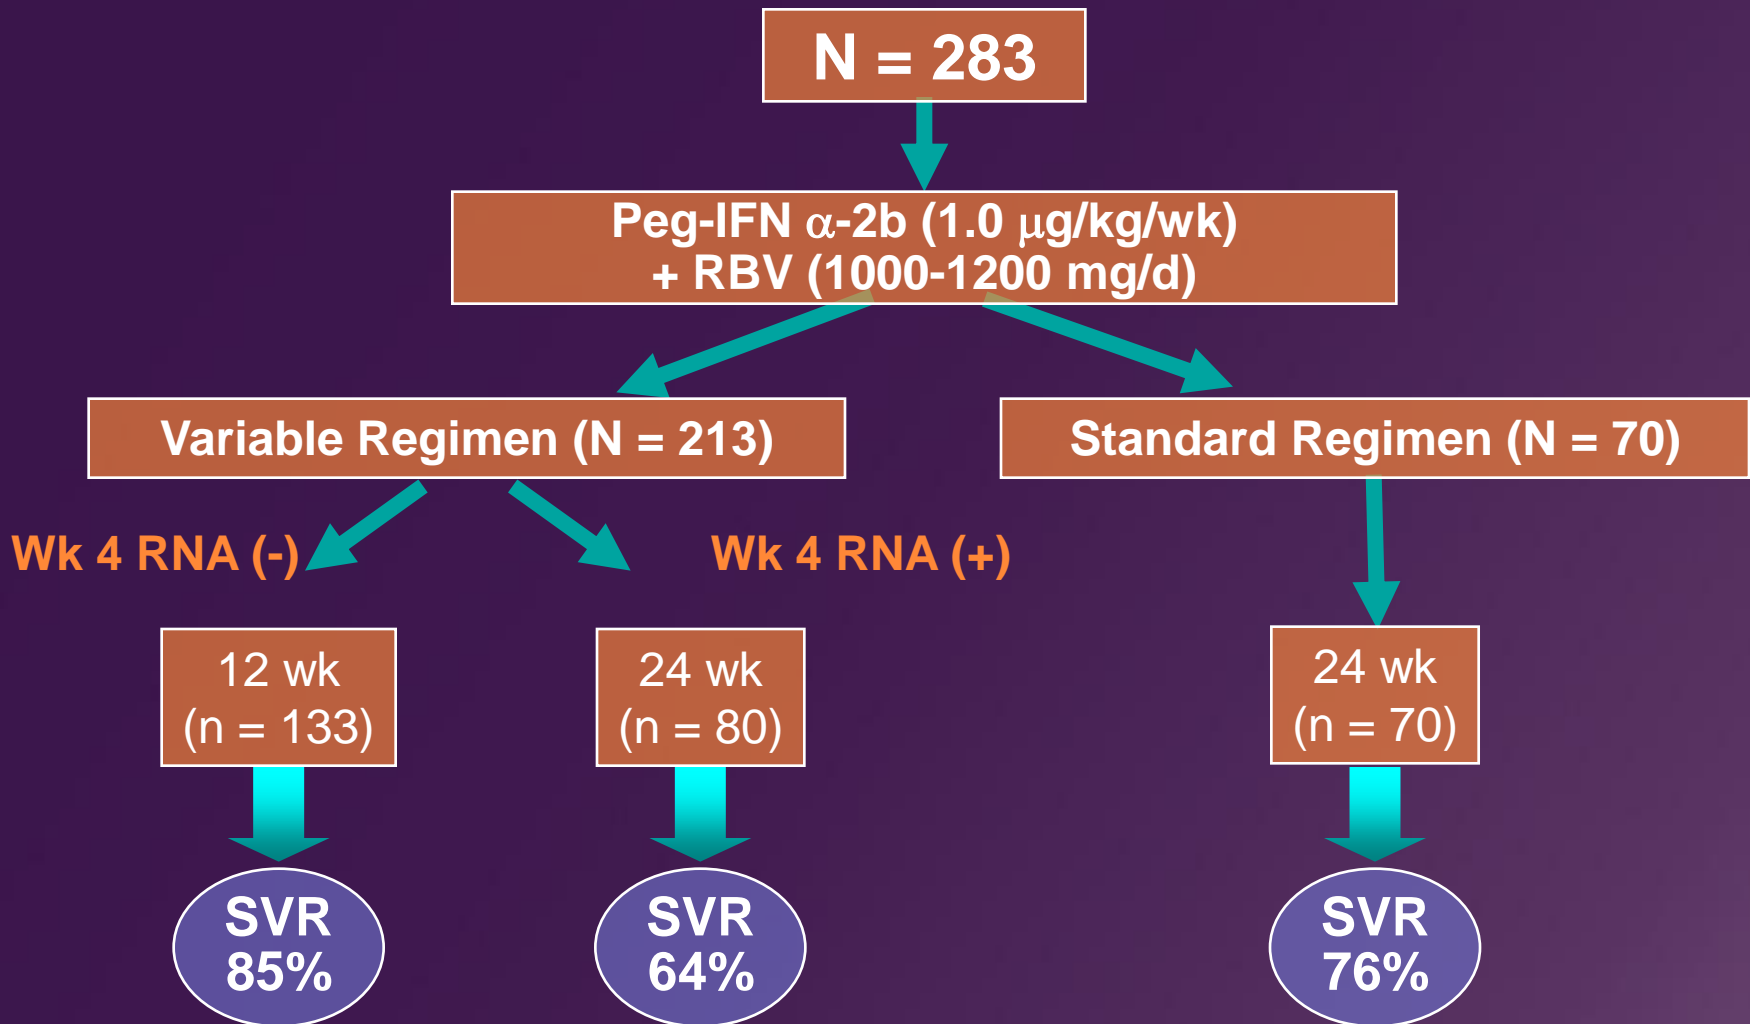 N = 283
Peg-IFN α-2b (1.0 μg/kg/wk)
+ RBV (1000-1200 mg/d)
Variable Regimen (N = 213)
Standard Regimen (N = 70)
Wk 4 RNA (-)
Wk 4 RNA (+)
12 wk
(n = 133)
24 wk
(n = 80)
24 wk
(n = 70)
SVR
85%
SVR
64%
SVR
76%